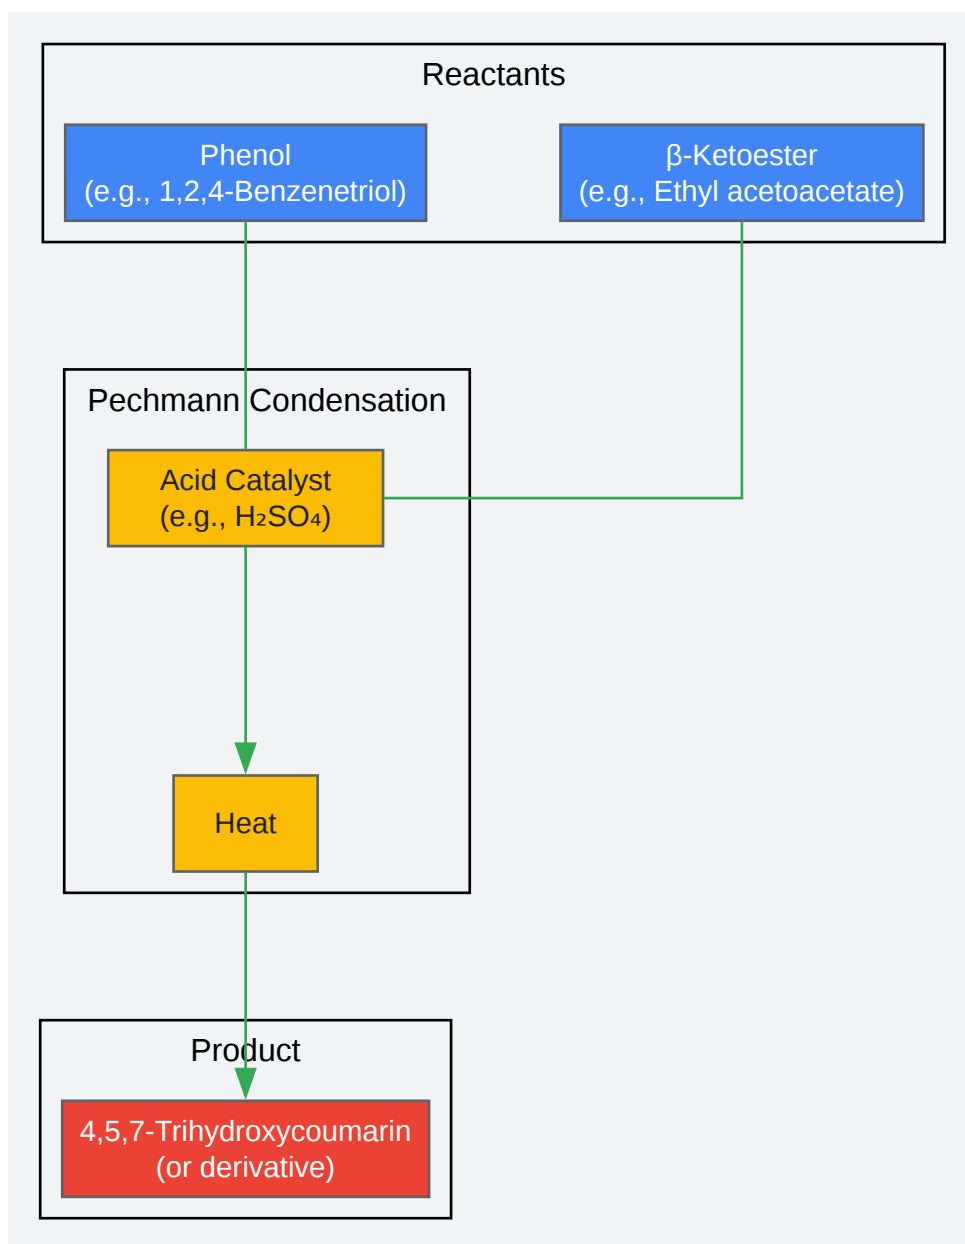 Reactants
Phenol
(e.g., 1,2,4-Benzenetriol)
β-Ketoester
(e.g., Ethyl acetoacetate)
Pechmann Condensation
Acid Catalyst
(e.g., H₂SO₄)
Heat
Product
4,5,7-Trihydroxycoumarin
(or derivative)